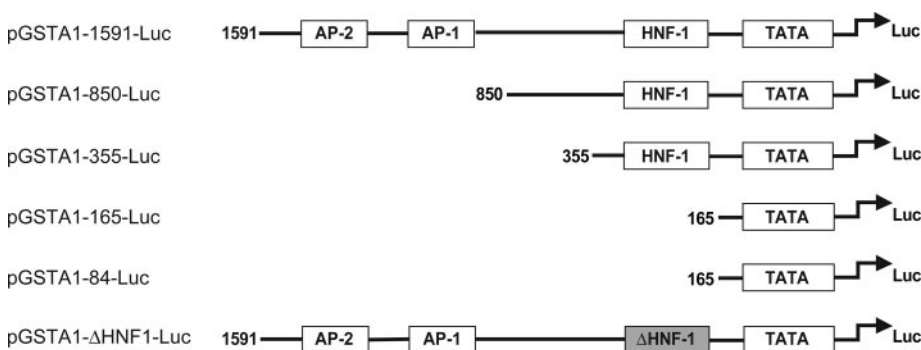 pGSTA1-1591-Luc 1591 AP-2 AP-1 HNF-1 TATA Luc
pGSTA1-850-Luc 850 HNF-1 TATA Luc
pGSTA1-355-Luc 355 HNF-1 TATA Luc
pGSTA1-165-Luc 165 TATA Luc
pGSTA1-84-Luc 165 TATA Luc
pGSTA1-ΔHNF1-Luc 1591 AP-2 AP-1 ΔHNF-1 TATA Luc